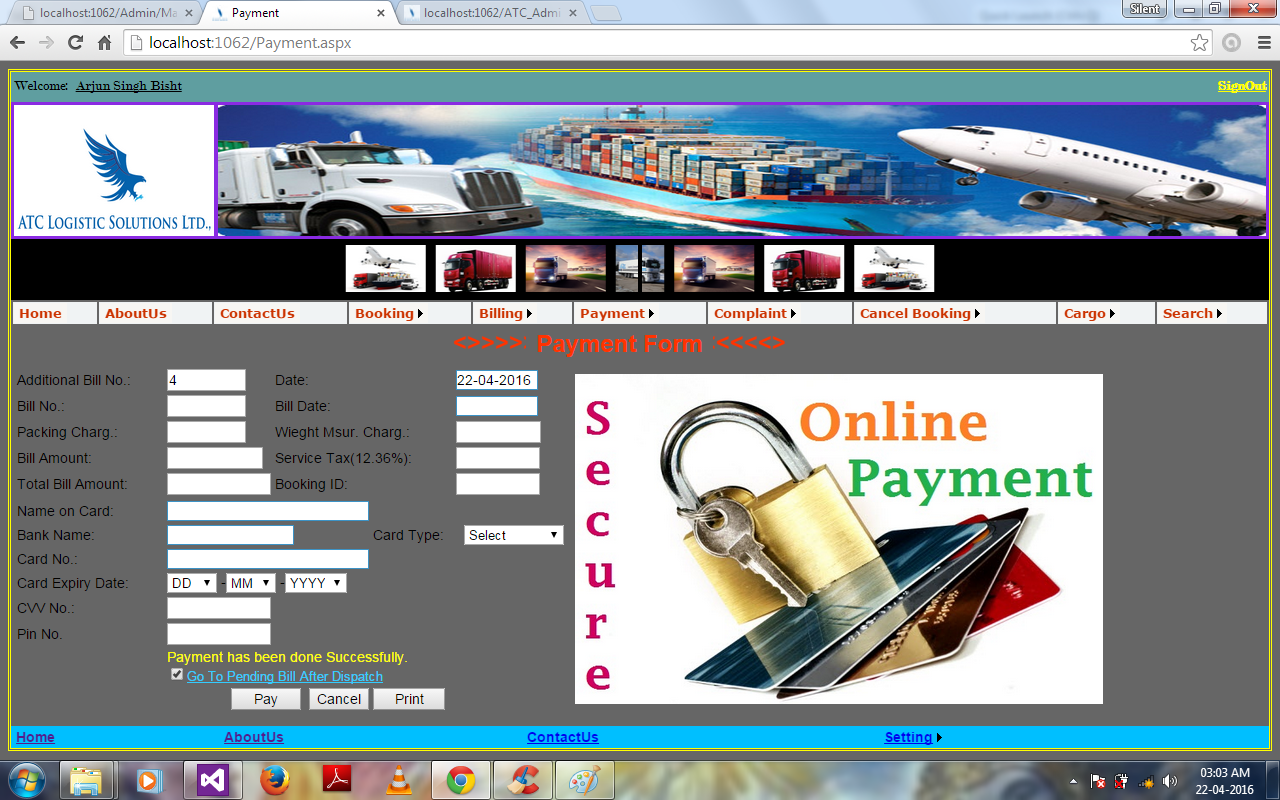 localhost:1062/Admin/Ma
Payment
localhost:1062/ATC_Admi
Silent
localhost:1062/Payment.aspx
Welcome: Arjun Singh Bisht
SignOut
ATC LOGISTIC SOLUTIONS LTD.,
Home AboutUs ContactUs Booking Billing Payment Complaint Cancel Booking Cargo Search
<>>>>: Payment Form <<<<>
Additional Bill No.: 4 Date: 22-04-2016
Bill No.: Bill Date:
Packing Charg.: Wieght Msur. Charg.:
Bill Amount: Service Tax(12.36%):
Total Bill Amount: Booking ID:
Name on Card:
Bank Name: Card Type: Select
Card No.:
Card Expiry Date: DD - MM - YYYY
CVV No.:
Pin No.
Payment has been done Successfully.
Go To Pending Bill After Dispatch
Pay Cancel Print
Secure
Online
Payment
Home AboutUs ContactUs Setting
03:03 AM
22-04-2016